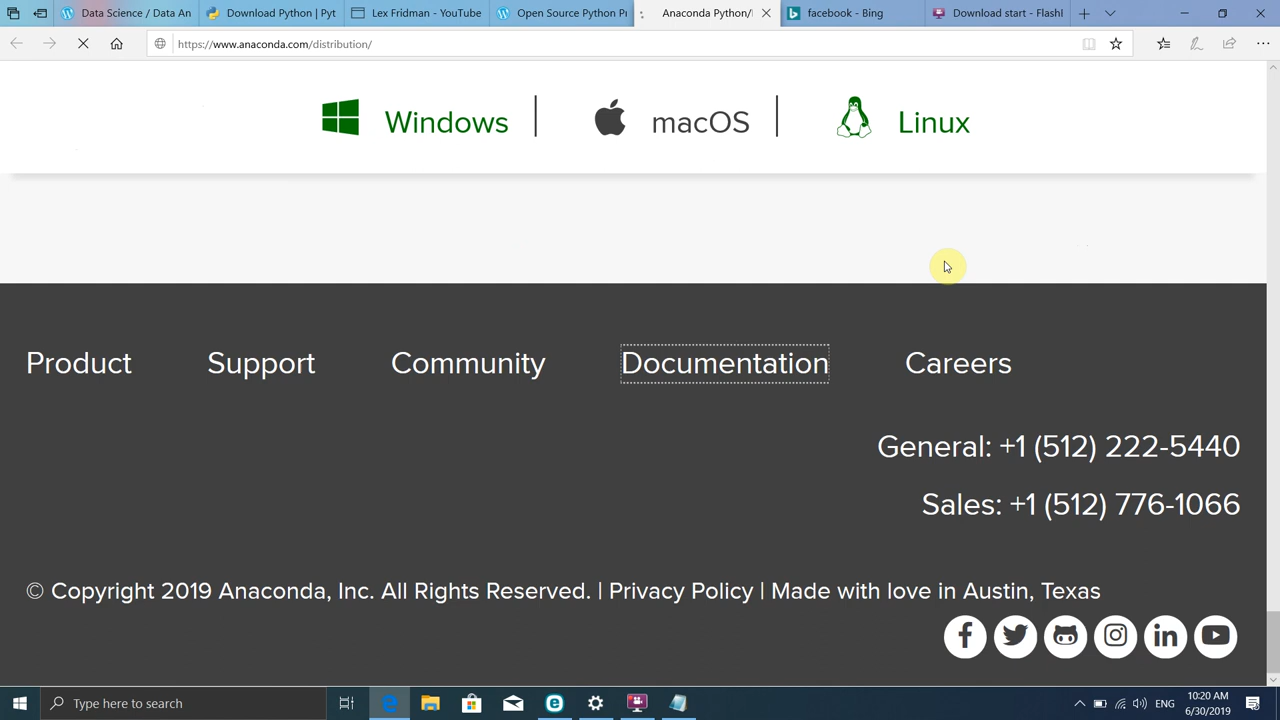 Data Science / Data An
Download Python | Pyt
Lex Fridman - YouTube
Open Source Python Pr
Anaconda Python/
facebook - Bing
Download start - Flash
https://www.anaconda.com/distribution/
Windows
macOS
Linux
Product Support Community Documentation Careers
General: +1 (512) 222-5440
Sales: +1 (512) 776-1066
© Copyright 2019 Anaconda, Inc. All Rights Reserved. | Privacy Policy | Made with love in Austin, Texas
Type here to search
ENG
10:20 AM
6/30/2019